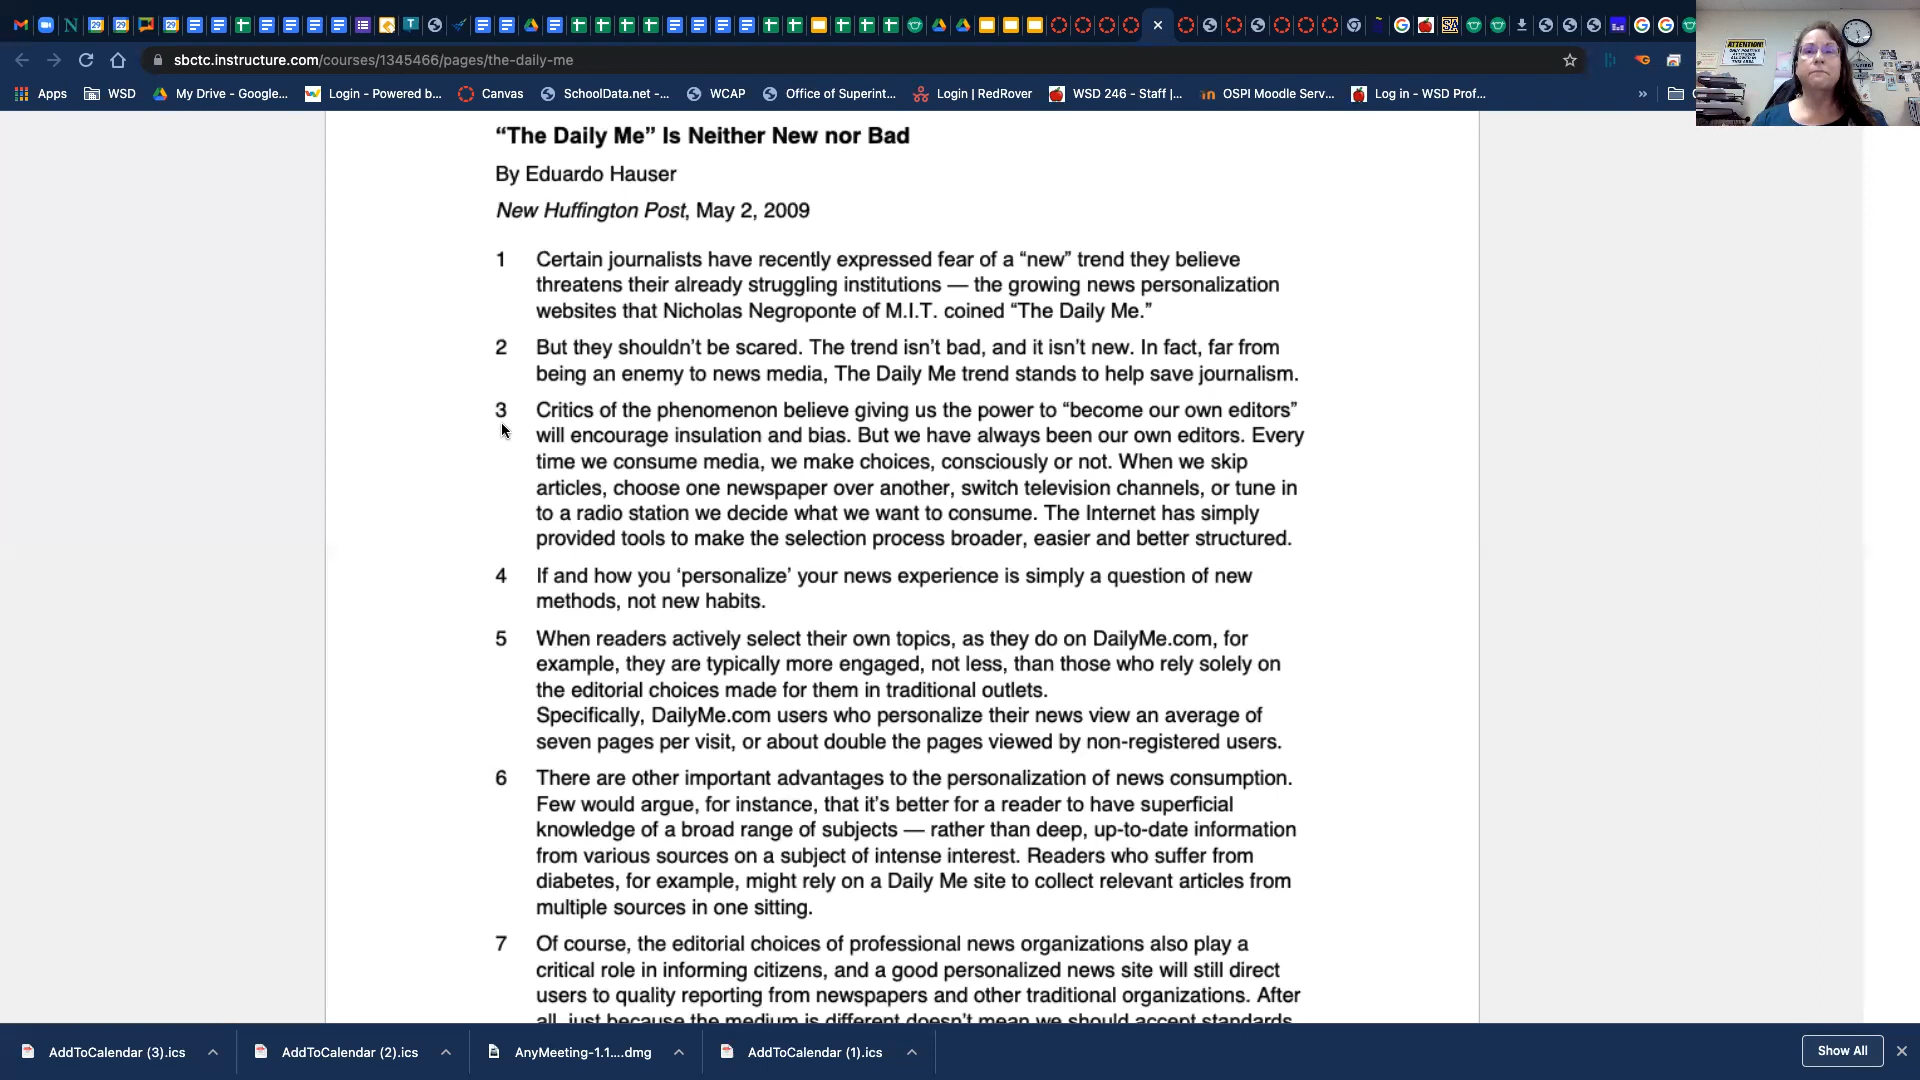 sbctc.instructure.com/courses/1345466/pages/the-daily-me
Apps WSD My Drive - Google... Login - Powered b... Canvas SchoolData.net -... WCAP Office of Superint... Login | RedRover WSD 246 - Staff |... OSPI Moodle Serv... Log in - WSD Prof... »
ATTENTION!
“The Daily Me” Is Neither New nor Bad
By Eduardo Hauser
New Huffington Post, May 2, 2009
1 Certain journalists have recently expressed fear of a “new” trend they believe
threatens their already struggling institutions — the growing news personalization
websites that Nicholas Negroponte of M.I.T. coined “The Daily Me.”
2 But they shouldn’t be scared. The trend isn’t bad, and it isn’t new. In fact, far from
being an enemy to news media, The Daily Me trend stands to help save journalism.
3 Critics of the phenomenon believe giving us the power to “become our own editors”
will encourage insulation and bias. But we have always been our own editors. Every
time we consume media, we make choices, consciously or not. When we skip
articles, choose one newspaper over another, switch television channels, or tune in
to a radio station we decide what we want to consume. The Internet has simply
provided tools to make the selection process broader, easier and better structured.
4 If and how you ‘personalize’ your news experience is simply a question of new
methods, not new habits.
5 When readers actively select their own topics, as they do on DailyMe.com, for
example, they are typically more engaged, not less, than those who rely solely on
the editorial choices made for them in traditional outlets.
Specifically, DailyMe.com users who personalize their news view an average of
seven pages per visit, or about double the pages viewed by non-registered users.
6 There are other important advantages to the personalization of news consumption.
Few would argue, for instance, that it’s better for a reader to have superficial
knowledge of a broad range of subjects — rather than deep, up-to-date information
from various sources on a subject of intense interest. Readers who suffer from
diabetes, for example, might rely on a Daily Me site to collect relevant articles from
multiple sources in one sitting.
7 Of course, the editorial choices of professional news organizations also play a
critical role in informing citizens, and a good personalized news site will still direct
users to quality reporting from newspapers and other traditional organizations. After
all, just because the medium is different doesn’t mean we should accept standards
AddToCalendar (3).ics AddToCalendar (2).ics AnyMeeting-1.1....dmg AddToCalendar (1).ics Show All